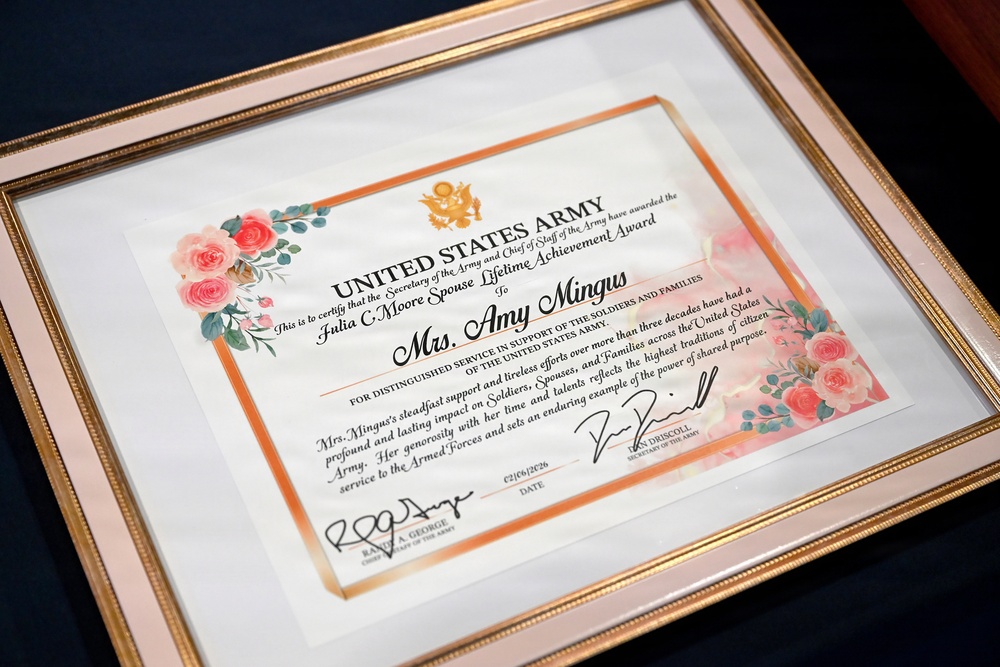 UNITED STATES ARMY
This is to certify that the Secretary of the Army and Chief of Staff of the Army have awarded the
Julia C Moore Spouse Lifetime Achievement Award
To
Mrs. Amy Mingus
FOR DISTINGUISHED SERVICE IN SUPPORT OF THE SOLDIERS AND FAMILIES
OF THE UNITED STATES ARMY.
Mrs. Mingus's steadfast support and tireless efforts over more than three decades have had a
profound and lasting impact on Soldiers, Spouses, and Families across the United States
Army. Her generosity with her time and talents reflects the highest traditions of citizen
service to the Armed Forces and sets an enduring example of the power of shared purpose.
DAN DRISCOLL
SECRETARY OF THE ARMY
02/06/2026
DATE
RANDY A. GEORGE
CHIEF OF STAFF OF THE ARMY